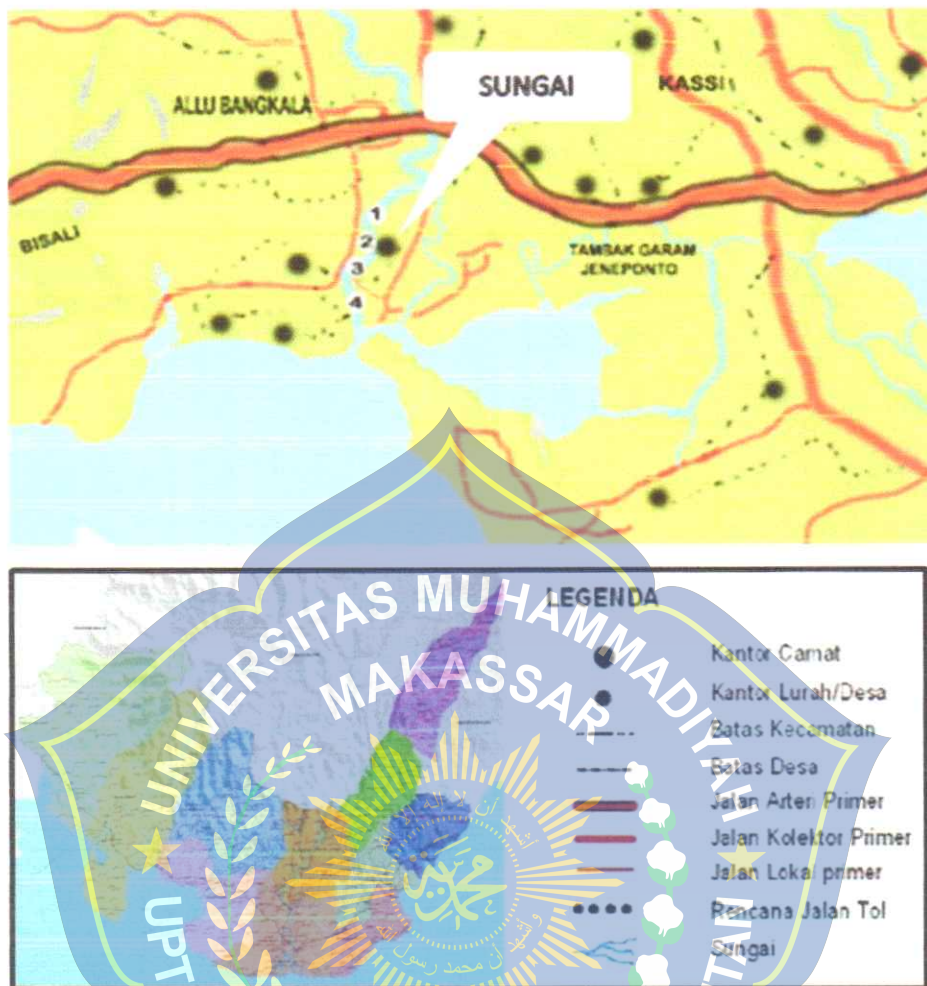 SUNGAI
KASSI
ALLU BANGKALA
1
2
3
4
BISALI
TAMBAK GARAM
JENEPONTO
LEGENDA
Kantor Camat
Kantor Lurah/Desa
Batas Kecamatan
Batas Desa
Jalan Arteri Primer
Jalan Kolektor Primer
Jalan Lokal primer
Rencana Jalan Tol
Sungai
UNIVERSITAS MUHAMMADIYAH
MAKASSAR
UPT